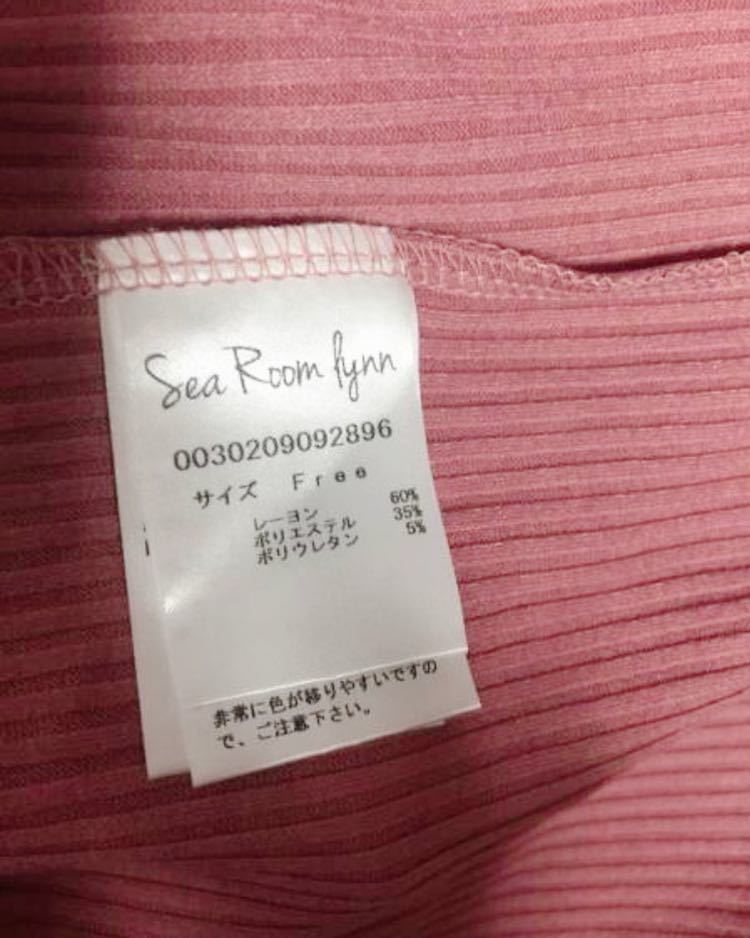 Sea Room lynn
0030209092896
サイズ Free
レーヨン 60%
ポリエステル 35%
ポリウレタン 5%
非常に色が移りやすいですの
で、ご注意下さい。